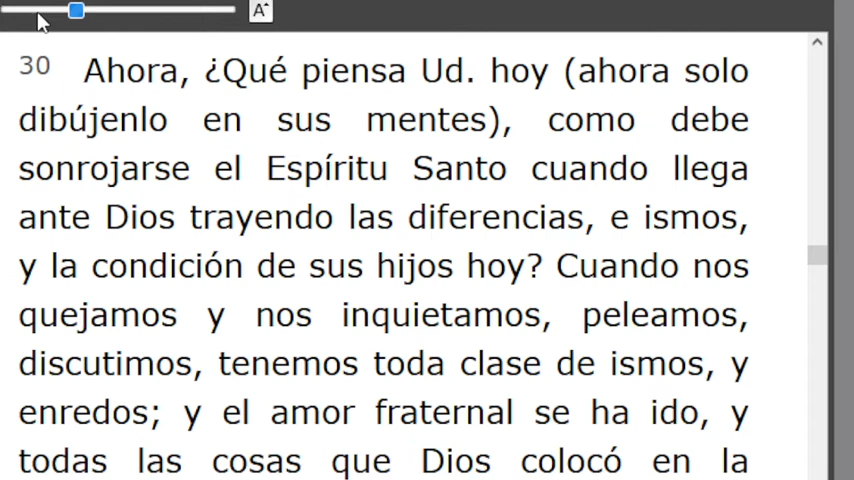 A
30 Ahora, ¿Qué piensa Ud. hoy (ahora solo
dibújenlo en sus mentes), como debe
sonrojarse el Espíritu Santo cuando llega
ante Dios trayendo las diferencias, e ismos,
y la condición de sus hijos hoy? Cuando nos
quejamos y nos inquietamos, peleamos,
discutimos, tenemos toda clase de ismos, y
enredos; y el amor fraternal se ha ido, y
todas las cosas que Dios colocó en la